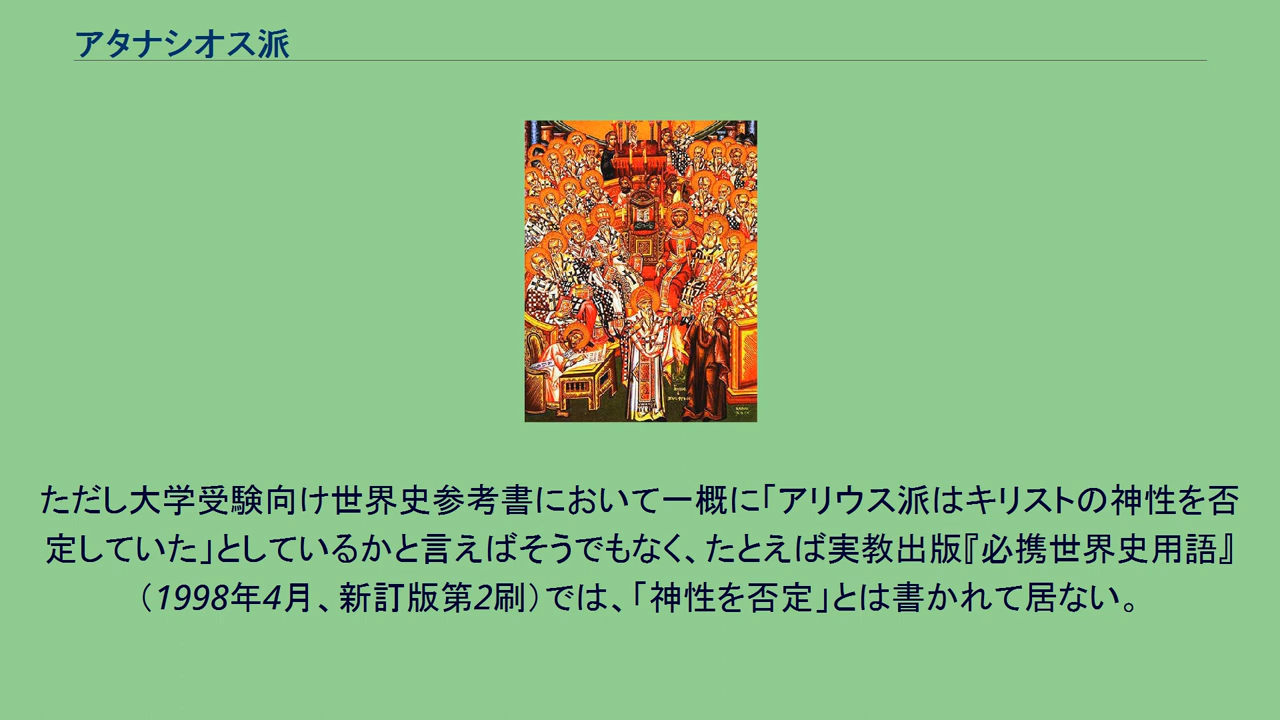 アタナシオス派
ただし大学受験向け世界史参考書において一概に「アリウス派はキリストの神性を否
定していた」としているかと言えばそうでもなく、たとえば実教出版『必携世界史用語』
（1998年4月、新訂版第2刷）では、「神性を否定」とは書かれて居ない。